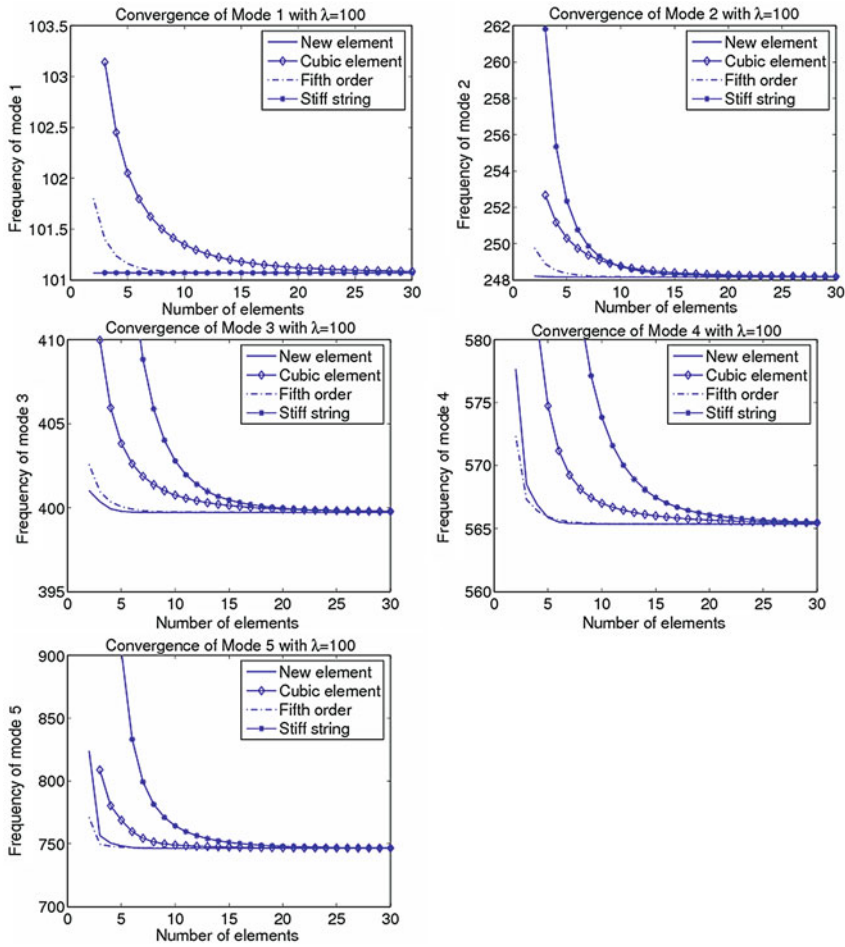 Convergence of Mode 1 with λ=100
103.5
103
102.5
102
101.5
101
0 5 10 15 20 25 30
Frequency of mode 1
Number of elements
New element
Cubic element
Fifth order
Stiff string
Convergence of Mode 2 with λ=100
262
260
258
256
254
252
250
248
0 5 10 15 20 25 30
Frequency of mode 2
Number of elements
New element
Cubic element
Fifth order
Stiff string
Convergence of Mode 3 with λ=100
410
405
400
395
0 5 10 15 20 25 30
Frequency of mode 3
Number of elements
New element
Cubic element
Fifth order
Stiff string
Convergence of Mode 4 with λ=100
580
575
570
565
560
0 5 10 15 20 25 30
Frequency of mode 4
Number of elements
New element
Cubic element
Fifth order
Stiff string
Convergence of Mode 5 with λ=100
900
850
800
750
700
0 5 10 15 20 25 30
Frequency of mode 5
Number of elements
New element
Cubic element
Fifth order
Stiff string